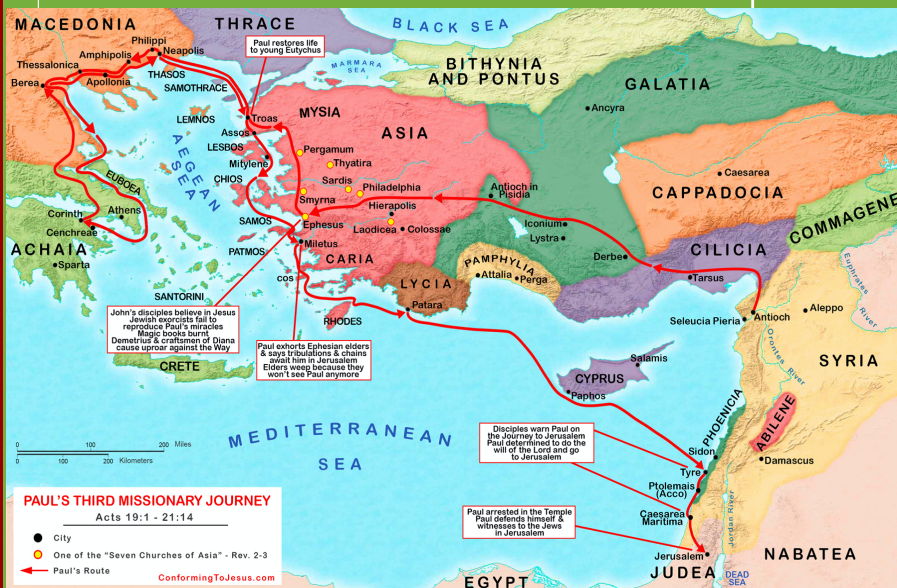 MACEDONIA
THRACE
BLACK SEA
Philippi
Neapolis
Amphipolis
Thessalonica
Apollonia
Berea
THASOS
SAMOTHRACE
Paul restores life
to young Eutychus
MARMARA
SEA
BITHYNIA
AND PONTUS
GALATIA
Ancyra
LEMNOS
Troas
MYSIA
ASIA
Assos
LESBOS
Mitylene
CHIOS
AEGEAN
SEA
Pergamum
Thyatira
Sardis
Philadelphia
Smyrna
Hierapolis
Ephesus
Laodicea
Colossae
Antioch in
Pisidia
CAPPADOCIA
Caesarea
COMMAGENE
EUBOEA
Corinth
Athens
Cenchreae
ACHAIA
Sparta
SAMOS
PATMOS
Miletus
CARIA
Iconium
Lystra
Derbe
CILICIA
Tarsus
Euphrates
River
PAMPHYLIA
Attalia
Perga
LYCIA
Patara
COS
SANTORINI
RHODES
CRETE
Seleucia Pieria
Antioch
Aleppo
Orontes
River
SYRIA
John's disciples believe in Jesus
Jewish exorcists fail to
reproduce Paul's miracles
Magic books burnt
Demetrius & craftsmen of Diana
cause uproar against the Way
Paul exhorts Ephesian elders
& says tribulations & chains
await him in Jerusalem
Elders weep because they
won't see Paul anymore
Salamis
CYPRUS
Paphos
PHOENICIA
ABILENE
Sidon
Damascus
Tyre
Ptolemais
(Acco)
Caesarea
Maritima
Jordan River
Jerusalem
JUDEA
DEAD
SEA
NABATEA
EGYPT
MEDITERRANEAN
SEA
Disciples warn Paul on
the Journey to Jerusalem
Paul determined to do the
will of the Lord and go
to Jerusalem
Paul arrested in the Temple
Paul defends himself &
witnesses to the Jews
in Jerusalem
0 100 200 Miles
0 100 200 Kilometers
PAUL'S THIRD MISSIONARY JOURNEY
Acts 19:1 - 21:14
City
One of the "Seven Churches of Asia" - Rev. 2-3
Paul's Route
ConformingToJesus.com